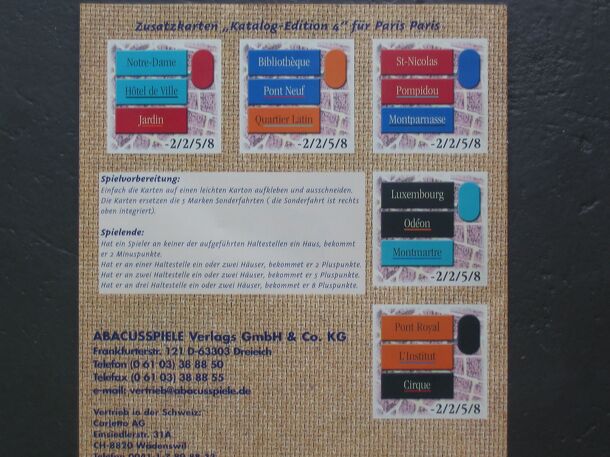 Zusatzkarten „Katalog-Edition 4“ für Paris Paris
Notre-Dame
Hôtel de Ville
Jardin
-2/2/5/8
Bibliothèque
Pont Neuf
Quartier Latin
-2/2/5/8
St-Nicolas
Pompidou
Montparnasse
-2/2/5/8
Spielvorbereitung:
Einfach die Karten auf einen leichten Karton aufkleben und ausschneiden.
Die Karten ersetzen die 5 Marken Sonderfahrten ( die Sonderfahrt ist rechts
oben integriert).
Spielende:
Hat ein Spieler an keiner der aufgeführten Haltestellen ein Haus, bekommt
er 2 Minuspunkte.
Hat er an einer Haltestelle ein oder zwei Häuser, bekommt er 2 Pluspunkte.
Hat er an zwei Haltestelle ein oder zwei Häuser, bekommt er 5 Pluspunkte.
Hat er an drei Haltestellen ein oder zwei Häuser, bekommt er 8 Pluspunkte.
Luxembourg
Odéon
Montmartre
-2/2/5/8
Pont Royal
L'Institut
Cirque
-2/2/5/8
ABACUSSPIELE Verlags GmbH & Co. KG
Frankfurterstr. 121 D-63303 Dreieich
Telefon (0 61 03) 38 88 50
Telefax (0 61 03) 38 88 55
e-mail: vertrieb@abacusspiele.de
Vertrieb in der Schweiz:
Carletto AG
Einsiedlerstr. 31A
CH-8820 Wädenswil